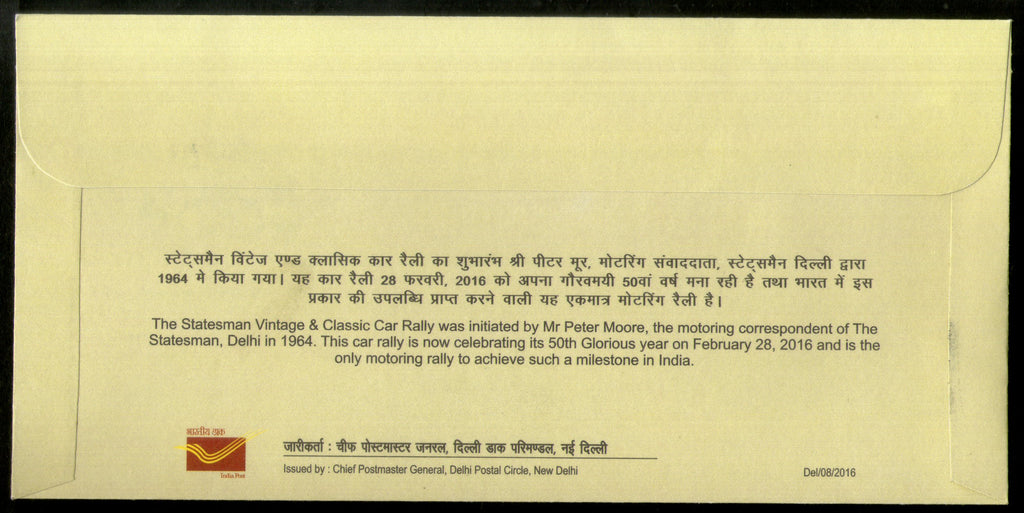 स्टेट्समैन विंटेज एण्ड क्लासिक कार रैली का शुभारंभ श्री पीटर मूर, मोटरिंग संवाददाता, स्टेट्समैन दिल्ली द्वारा
1964 मे किया गया। यह कार रैली 28 फरवरी, 2016 को अपना गौरवमयी 50वां वर्ष मना रही है तथा भारत में इस
प्रकार की उपलब्धि प्राप्त करने वाली यह एकमात्र मोटरिंग रैली है।
The Statesman Vintage & Classic Car Rally was initiated by Mr Peter Moore, the motoring correspondent of The
Statesman, Delhi in 1964. This car rally is now celebrating its 50th Glorious year on February 28, 2016 and is the
only motoring rally to achieve such a milestone in India.
भारतीय डाक
India Post
जारीकर्ता : चीफ पोस्टमास्टर जनरल, दिल्ली डाक परिमण्डल, नई दिल्ली
Issued by : Chief Postmaster General, Delhi Postal Circle, New Delhi
Del/08/2016